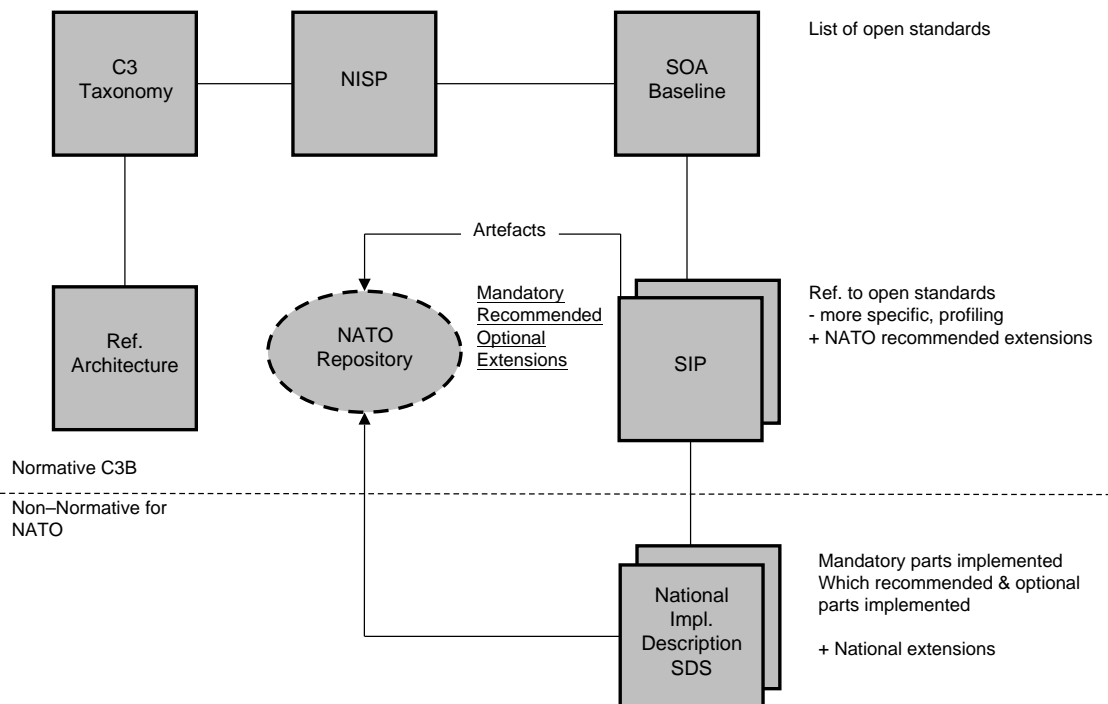 List of open standards
C3
Taxonomy
NISP
SOA
Baseline
Artefacts
Mandatory
Recommended
Optional
Extensions
NATO
Repository
Ref.
Architecture
SIP
Ref. to open standards
- more specific, profiling
+ NATO recommended extensions
Normative C3B
Non–Normative for
NATO
National
Impl.
Description
SDS
Mandatory parts implemented
Which recommended & optional
parts implemented
+ National extensions